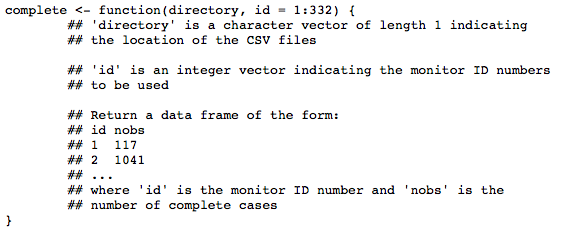 complete <- function(directory, id = 1:332) {
        ## 'directory' is a character vector of length 1 indicating
        ## the location of the CSV files

        ## 'id' is an integer vector indicating the monitor ID numbers
        ## to be used

        ## Return a data frame of the form:
        ## id nobs
        ## 1  117
        ## 2  1041
        ## ...
        ## where 'id' is the monitor ID number and 'nobs' is the
        ## number of complete cases
}